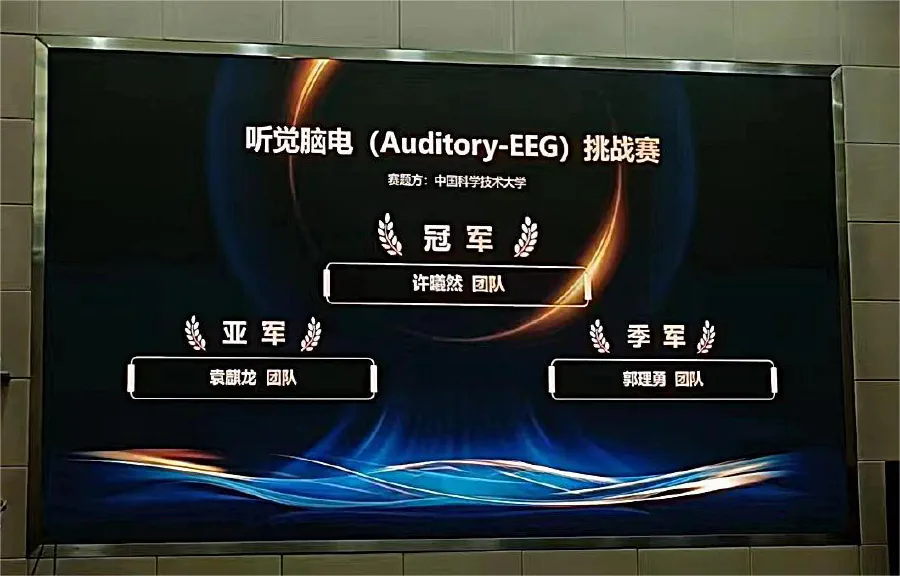 听觉脑电（Auditory-EEG）挑战赛
赛题方：中国科学技术大学
冠 军
许曦然 团队
亚 军
袁麒龙 团队
季 军
郭理勇 团队